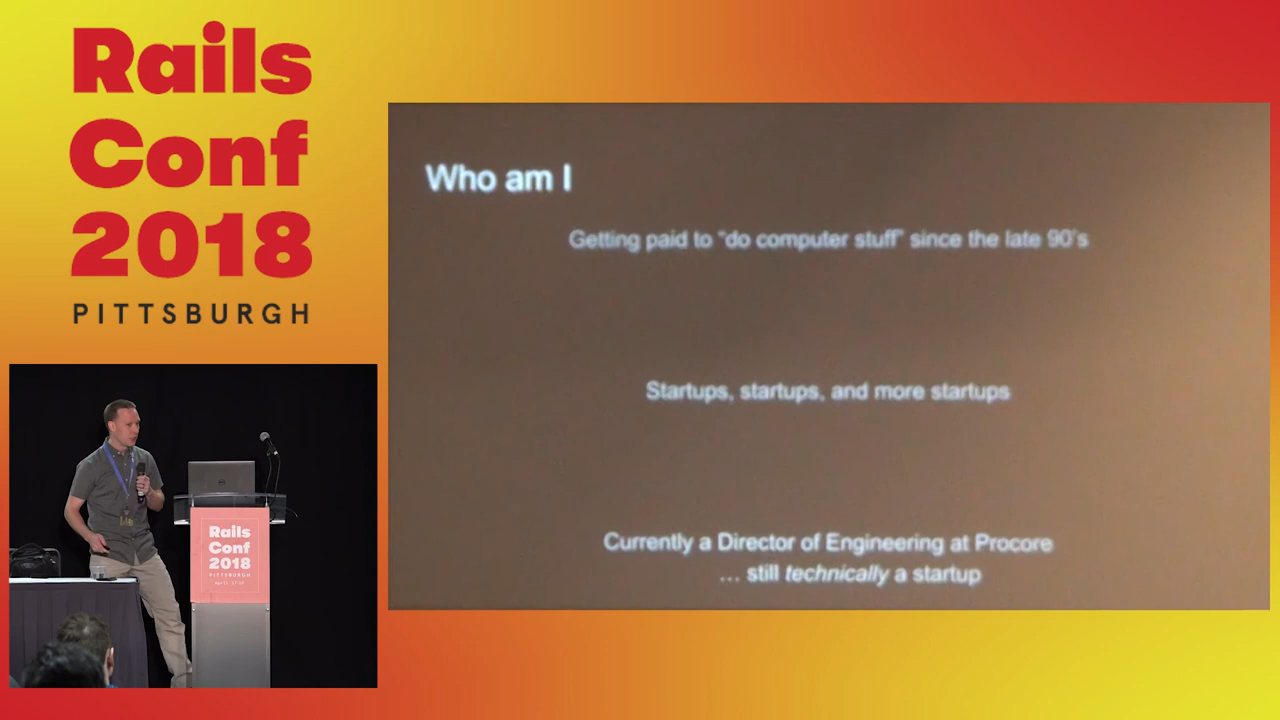 Rails
Conf
2018
PITTSBURGH
Who am I
Getting paid to “do computer stuff” since the late 90’s
Startups, startups, and more startups
Currently a Director of Engineering at Procore
… still technically a startup
Rails
Conf
2018
PITTSBURGH